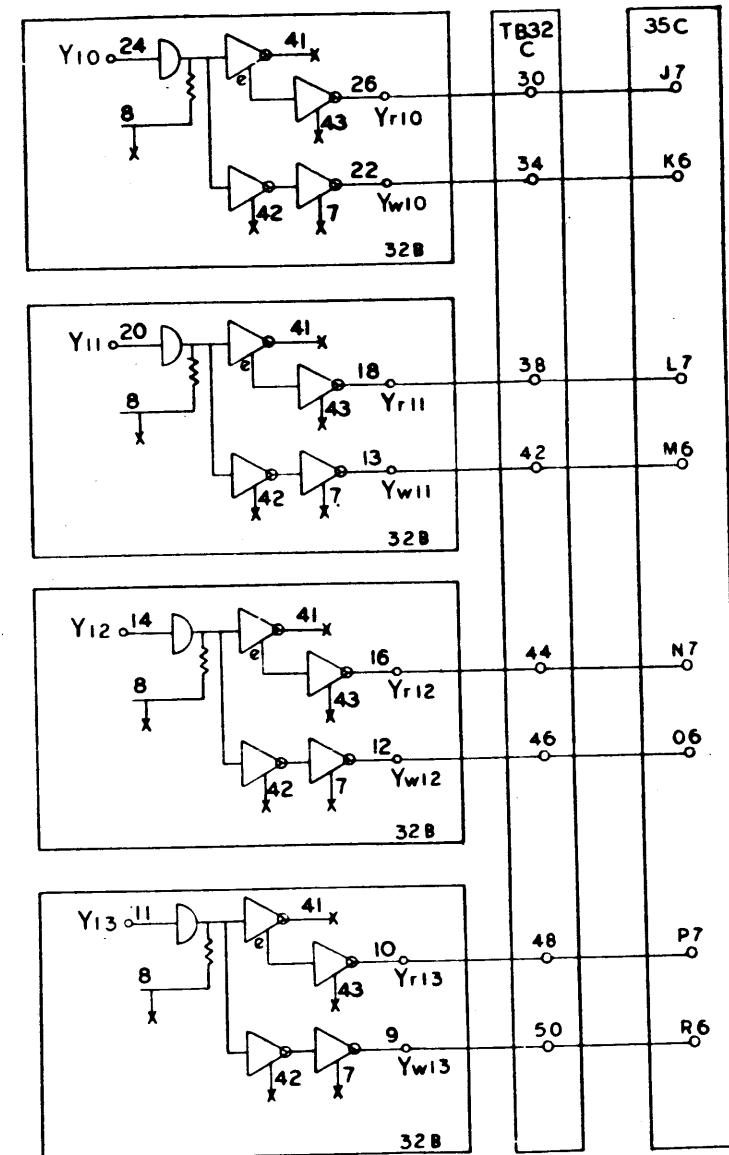 TB32
C
35C
Y10 24 41
e
8
26 30 J7
43 Yr10
22 34 K6
42 7 Yw10
32B
Y11 20 41
e
8
18 38 L7
43 Yr11
13 42 M6
42 7 Yw11
32B
Y12 14 41
e
8
16 44 N7
43 Yr12
12 46 O6
42 7 Yw12
32B
Y13 11 41
e
8
10 48 P7
43 Yr13
9 50 R6
42 7 Yw13
32B